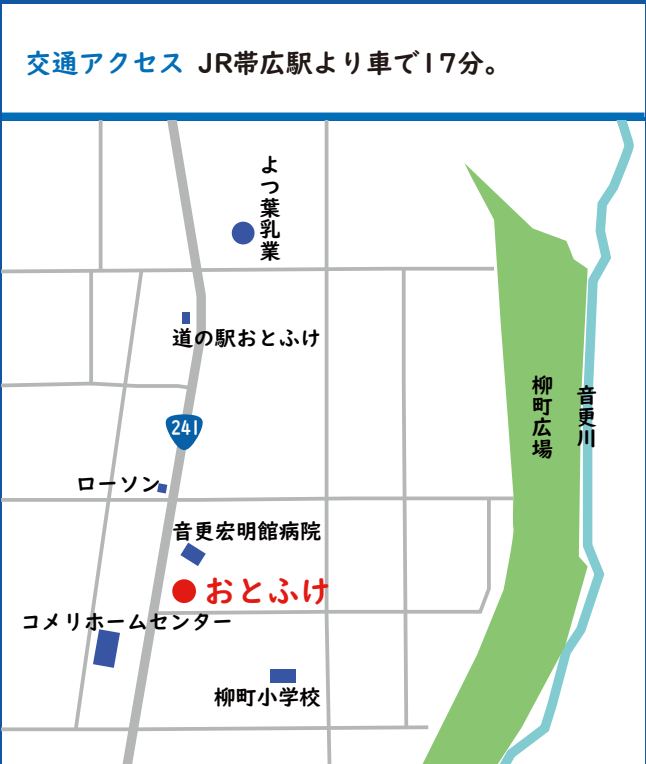 交通アクセス JR帯広駅より車で17分。
よつ葉乳業
道の駅おとふけ
柳町広場
音更川
241
ローソン
音更宏明館病院
おとふけ
コメリホームセンター
柳町小学校